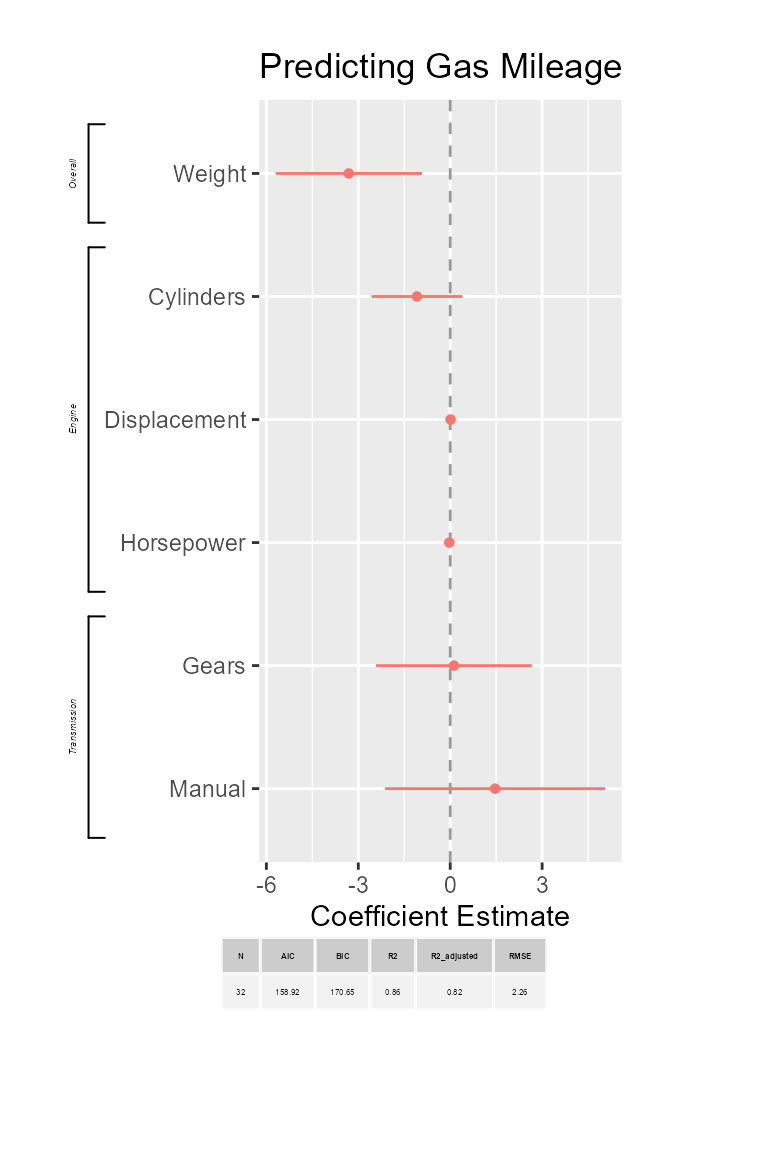 Predicting Gas Mileage
Overall
Weight
Engine
Cylinders
Displacement
Horsepower
Transmission
Gears
Manual
-6 -3 0 3
Coefficient Estimate
N AIC BIC R2 R2_adjusted RMSE
32 158.92 170.65 0.86 0.82 2.26